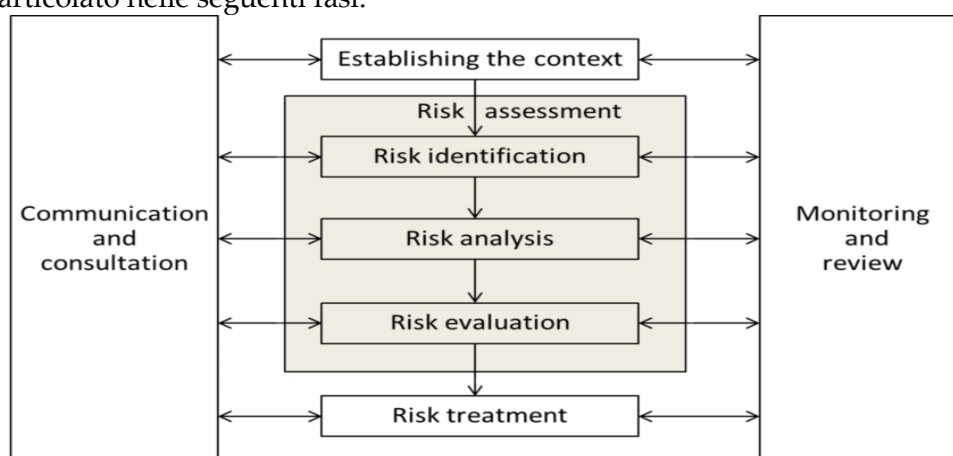 articolato nelle seguenti fasi:
Establishing the context
Risk assessment
Risk identification
Risk analysis
Risk evaluation
Risk treatment
Communication
and
consultation
Monitoring
and
review